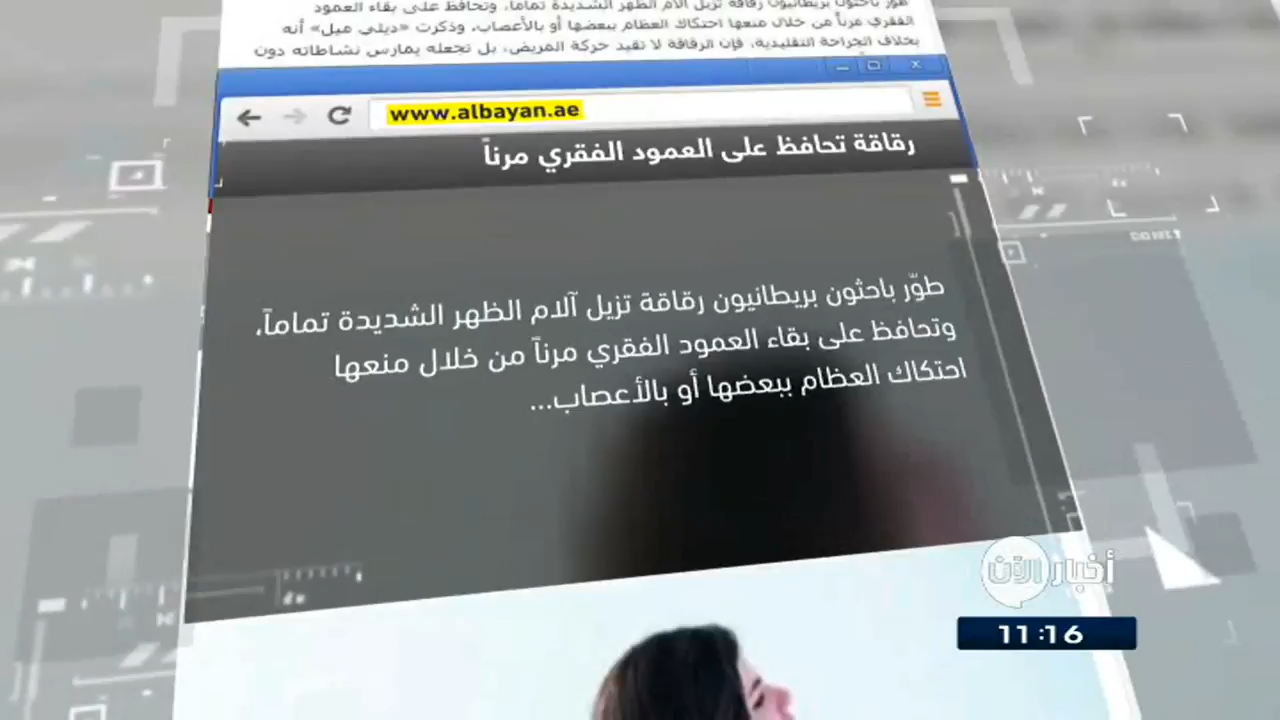 طوّر باحثون بريطانيون رقاقة تزيل آلام الظهر الشديدة تماماً، وتحافظ على بقاء العمود
الفقري مرناً من خلال منعها احتكاك العظام ببعضها أو بالأعصاب، وذكرت «ديلي ميل» أنه
بخلاف الجراحة التقليدية، فإن الرقاقة لا تقيد حركة المريض، بل تجعله يمارس نشاطاته دون
www.albayan.ae
رقاقة تحافظ على العمود الفقري مرناً
طوّر باحثون بريطانيون رقاقة تزيل آلام الظهر الشديدة تماماً،
وتحافظ على بقاء العمود الفقري مرناً من خلال منعها
احتكاك العظام ببعضها أو بالأعصاب...
أخبار الآن
11:16